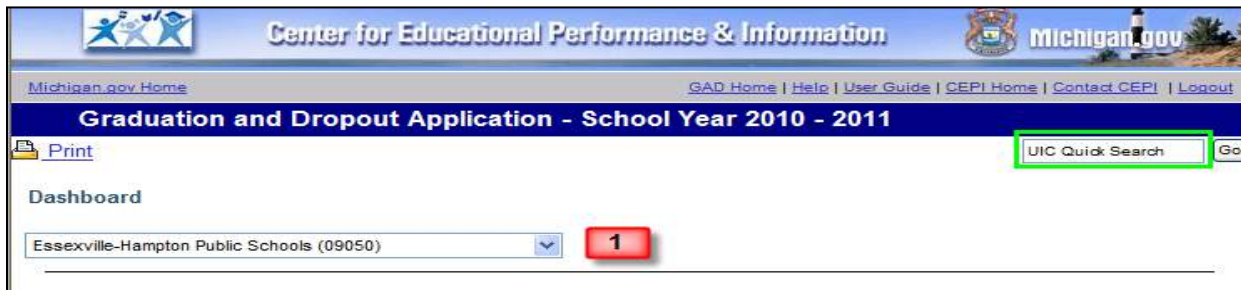 Center for Educational Performance & Information Michigan.gov
Michigan.gov Home GAD Home | Help | User Guide | CEPI Home | Contact CEPI | Logout
Graduation and Dropout Application - School Year 2010 - 2011
Print UIC Quick Search Go
Dashboard
Essexville-Hampton Public Schools (09050) 1